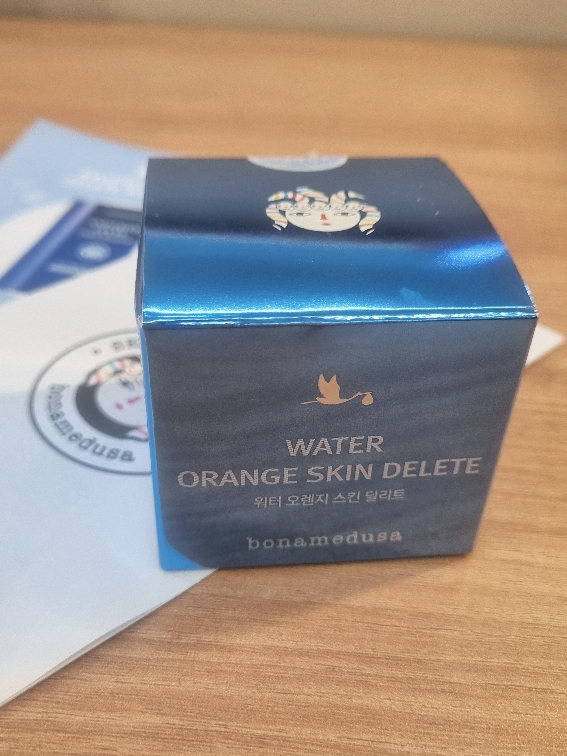 WATER
ORANGE SKIN DELETE
워터 오렌지 스킨 딜리트
bonamedusa
bonamedusa